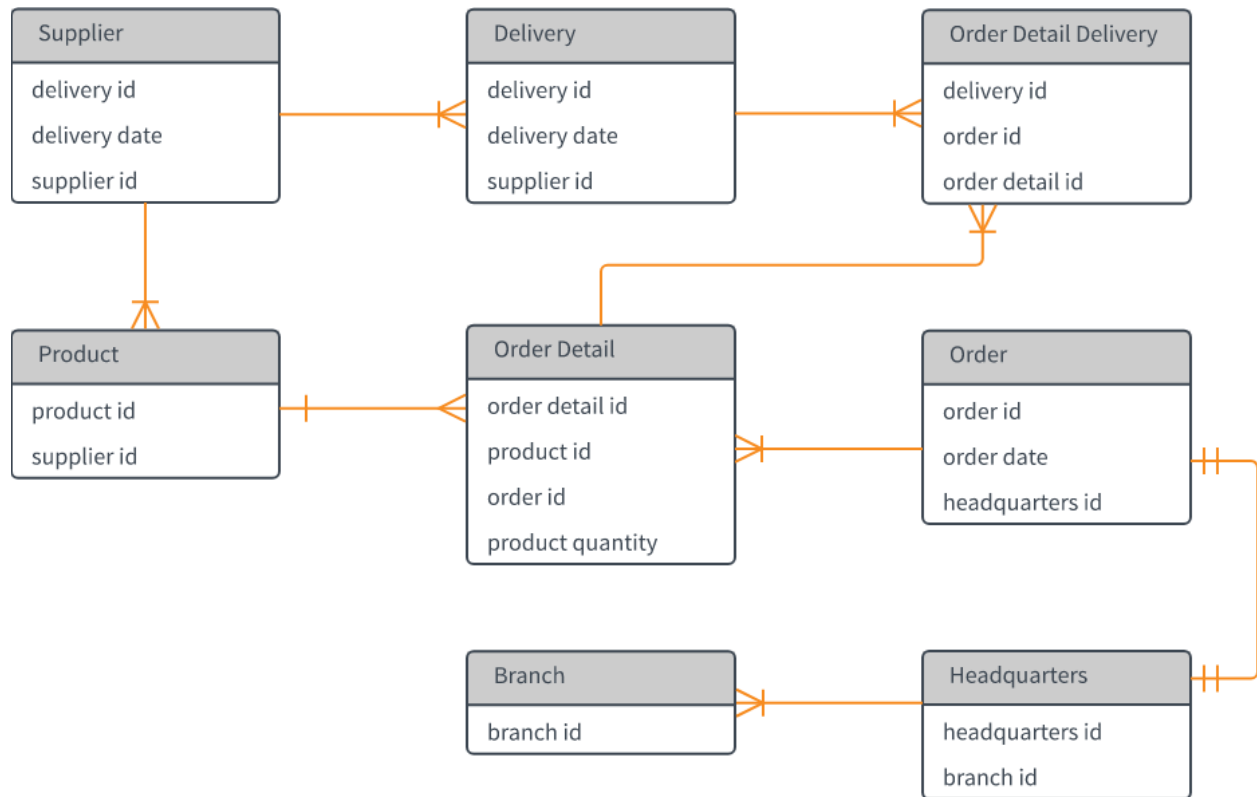 Supplier
delivery id
delivery date
supplier id
Delivery
delivery id
delivery date
supplier id
Order Detail Delivery
delivery id
order id
order detail id
Product
product id
supplier id
Order Detail
order detail id
product id
order id
product quantity
Order
order id
order date
headquarters id
Branch
branch id
Headquarters
headquarters id
branch id